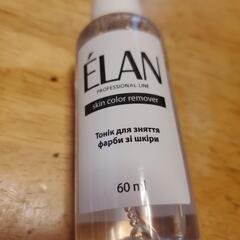 ÉLAN
PROFESSIONAL LINE
skin color remover
Тонік для зняття
фарби зі шкіри
60 ml